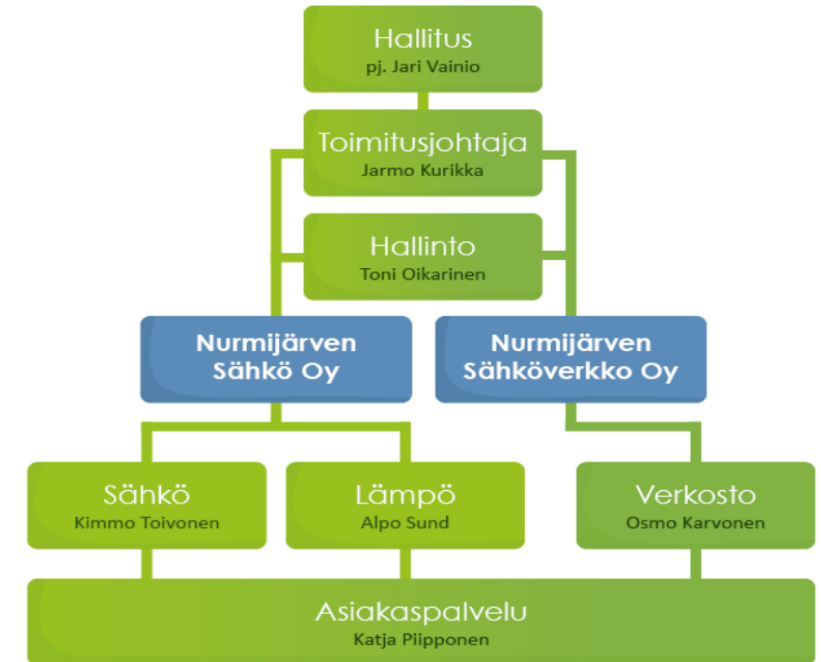 Hallitus
pj. Jari Vainio
Toimitusjohtaja
Jarmo Kurikka
Hallinto
Toni Oikarinen
Nurmijärven
Sähkö Oy
Nurmijärven
Sähköverkko Oy
Sähkö
Kimmo Toivonen
Lämpö
Alpo Sund
Verkosto
Osmo Karvonen
Asiakaspalvelu
Katja Piipponen